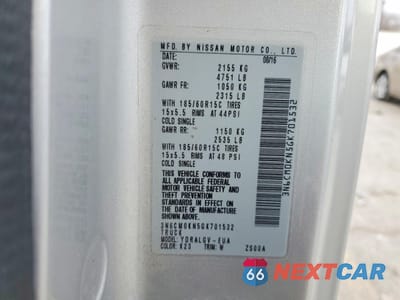 MFD. BY NISSAN MOTOR CO., LTD.
DATE: 08/16
GVWR: 2155 KG
4751 LB
GAWR FR: 1050 KG
2315 LB
WITH 185/60R15C TIRES
15x5.5 RIMS AT 44PSI
COLD SINGLE
GAWR RR: 1150 KG
2535 LB
WITH 185/60R15C TIRES
15x5.5 RIMS AT 48 PSI
COLD SINGLE
THIS VEHICLE CONFORMS TO
ALL APPLICABLE FEDERAL
MOTOR VEHICLE SAFETY
STANDARDS IN EFFECT ON
THE DATE OF MANUFACTURE
SHOWN ABOVE.
3N6CM0KN5GK701532
TRUCK
MODEL: YDRALGV-EUA
COLOR: K23 TRIM: W 2500A
3N6CM0KN5GK701532
66 NEXTCAR